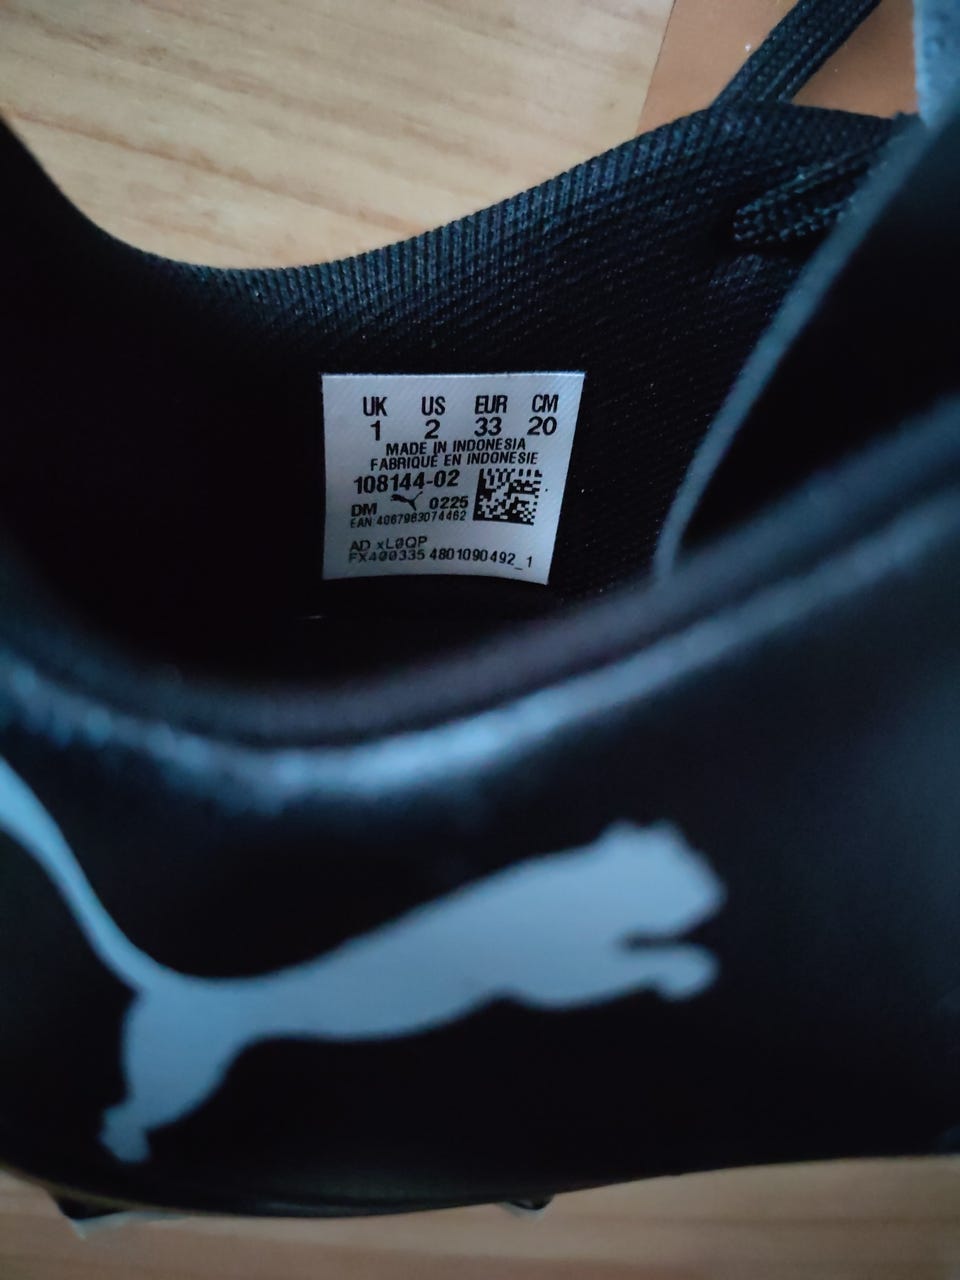 UK US EUR CM
1 2 33 20
MADE IN INDONESIA
FABRIQUÉ EN INDONESIE
108144-02
DM 0225
EAN:4067983074462
AD xL0QP
FX400335 4801090492_1